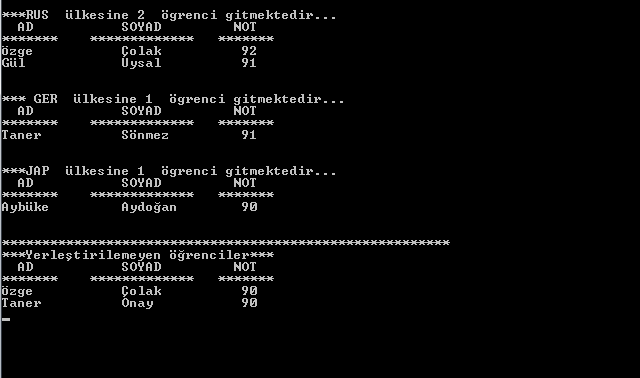 ***RUS  ülkesine 2  ögrenci gitmektedir...
AD SOYAD NOT
******* ************* *******
özge Çolak 92
Gül Uysal 91
*** GER  ülkesine 1  ögrenci gitmektedir...
AD SOYAD NOT
******* ************* *******
Taner Sönmez 91
***JAP  ülkesine 1  ögrenci gitmektedir...
AD SOYAD NOT
******* ************* *******
Aybüke Aydoğan 90
********************************************************
***Yerleştirilemeyen öğrenciler***
AD SOYAD NOT
******* ************* *******
özge Çolak 90
Taner Onay 90